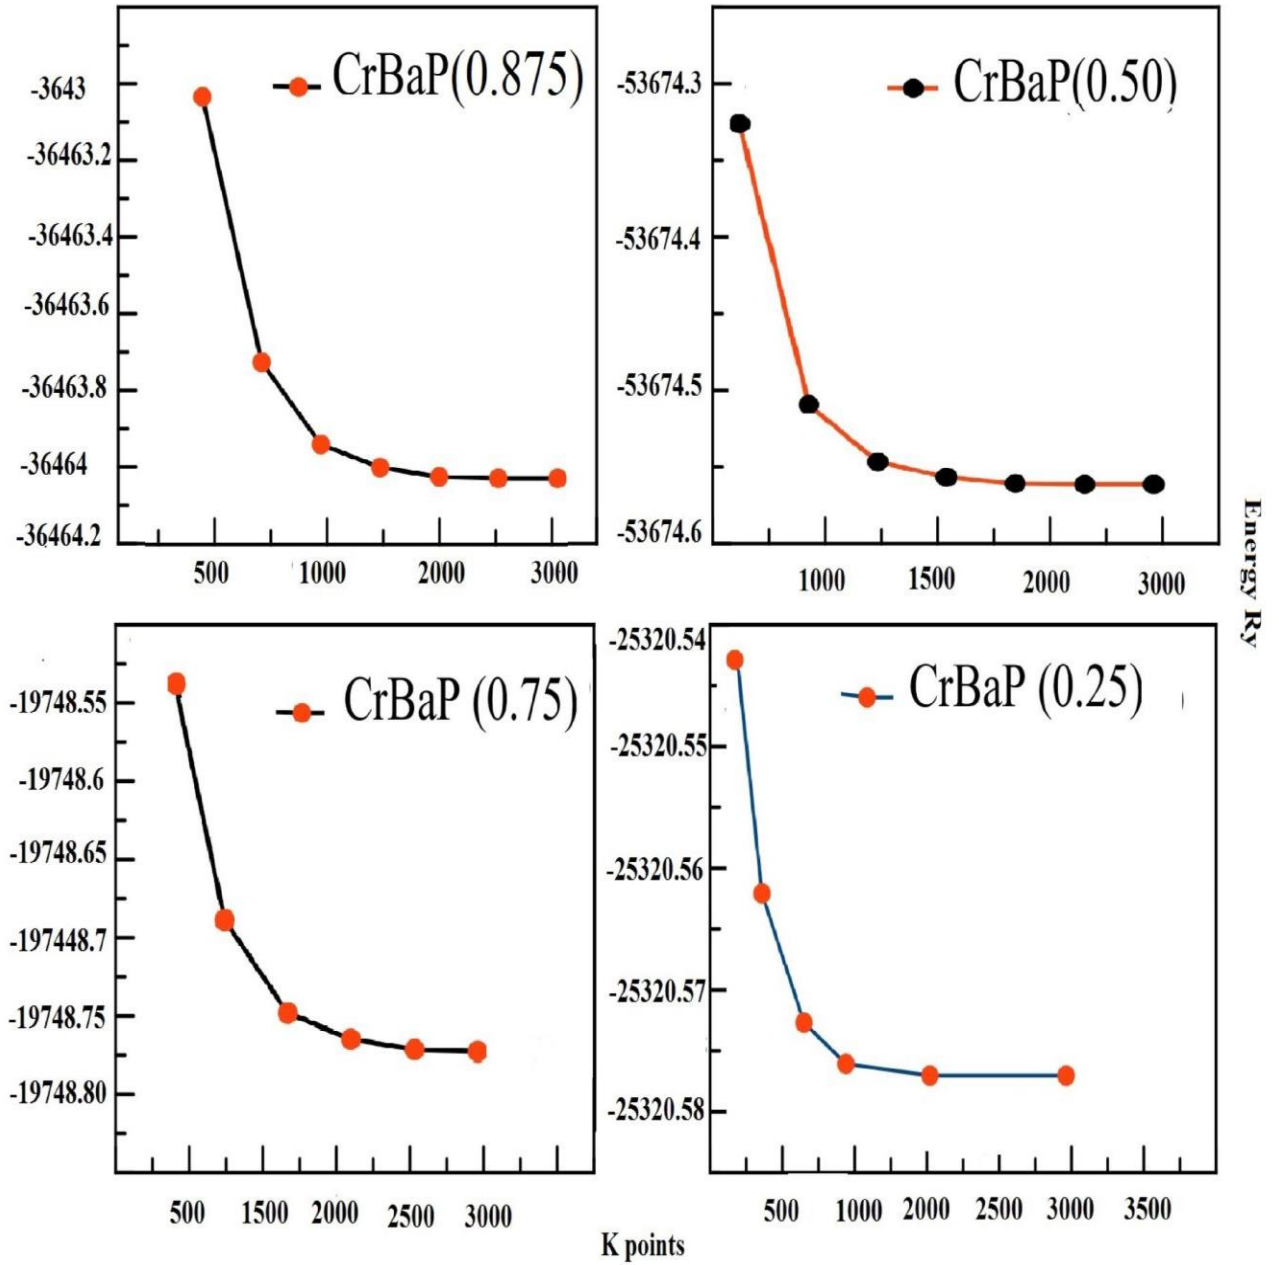 CrBaP(0.875)
-3643
-36463.2
-36463.4
-36463.6
-36463.8
-36464
-36464.2
500 1000 2000 3000
CrBaP(0.50)
-53674.3
-53674.4
-53674.5
-53674.6
1000 1500 2000 3000
Energy Ry
CrBaP (0.75)
-19748.55
-19748.6
-19748.65
-197448.7
-19748.75
-19748.80
500 1500 2000 2500 3000
CrBaP (0.25)
-25320.54
-25320.55
-25320.56
-25320.57
-25320.58
500 1000 2000 2500 3000 3500
K points